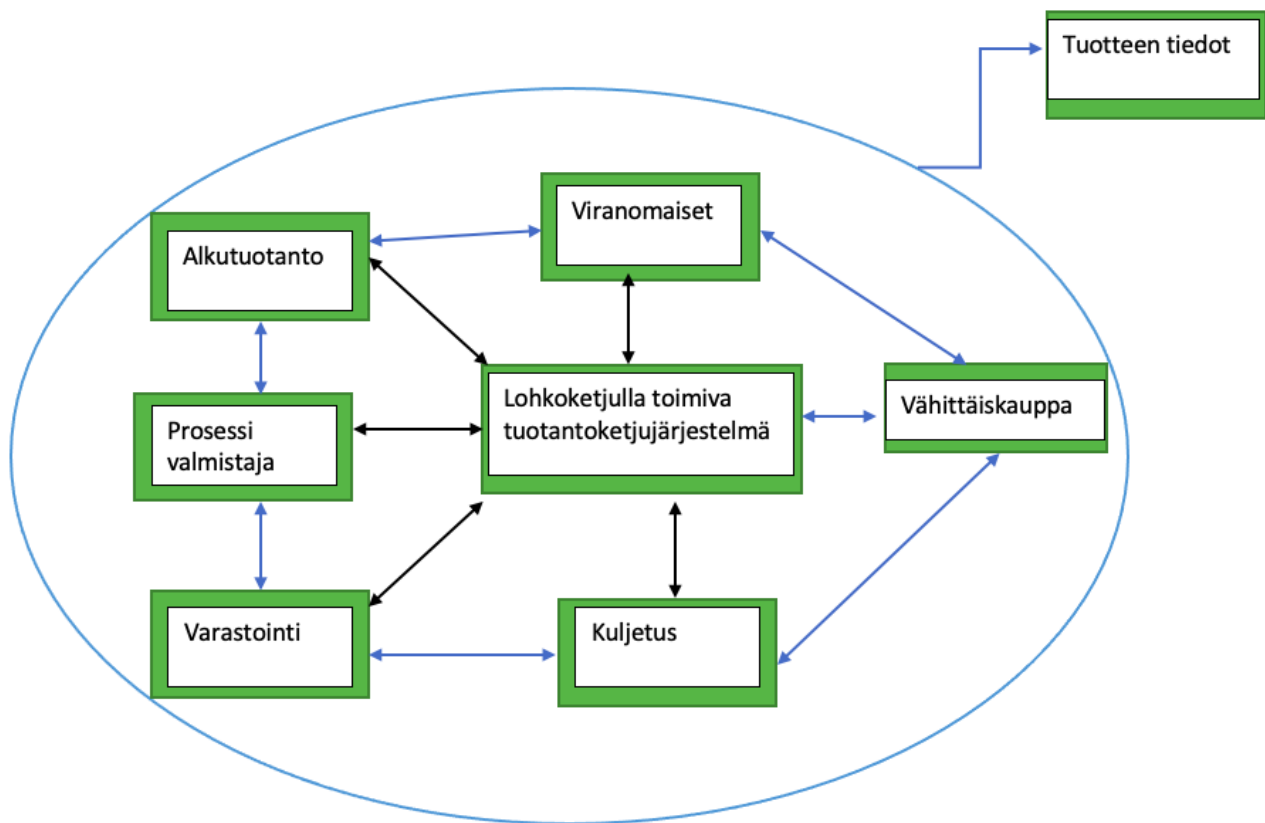 Tuotteen tiedot
Viranomaiset
Alkutuotanto
Lohkoketjulla toimiva
tuotantoketjujärjestelmä
Vähittäiskauppa
Prosessi
valmistaja
Varastointi
Kuljetus